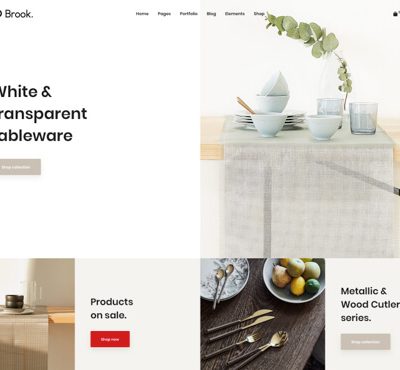 Brook.
Home Pages Portfolio Blog Elements Shop
White &
ransparent
ableware
Shop collection
Products
on sale.
Shop now
Metallic &
Wood Cutler
series.
Shop collection